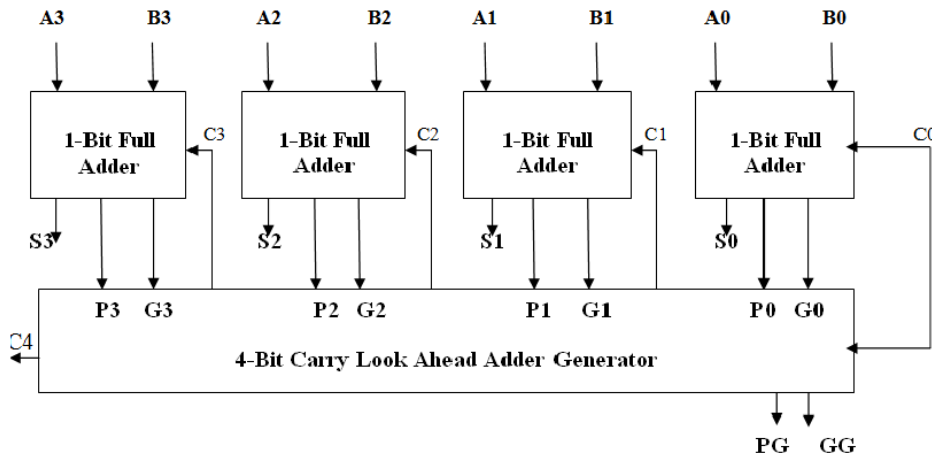 A3 B3 A2 B2 A1 B1 A0 B0
C3 C2 C1 C0
1-Bit Full Adder
1-Bit Full Adder
1-Bit Full Adder
1-Bit Full Adder
S3 S2 S1 S0
P3 G3 P2 G2 P1 G1 P0 G0
C4
4-Bit Carry Look Ahead Adder Generator
PG GG